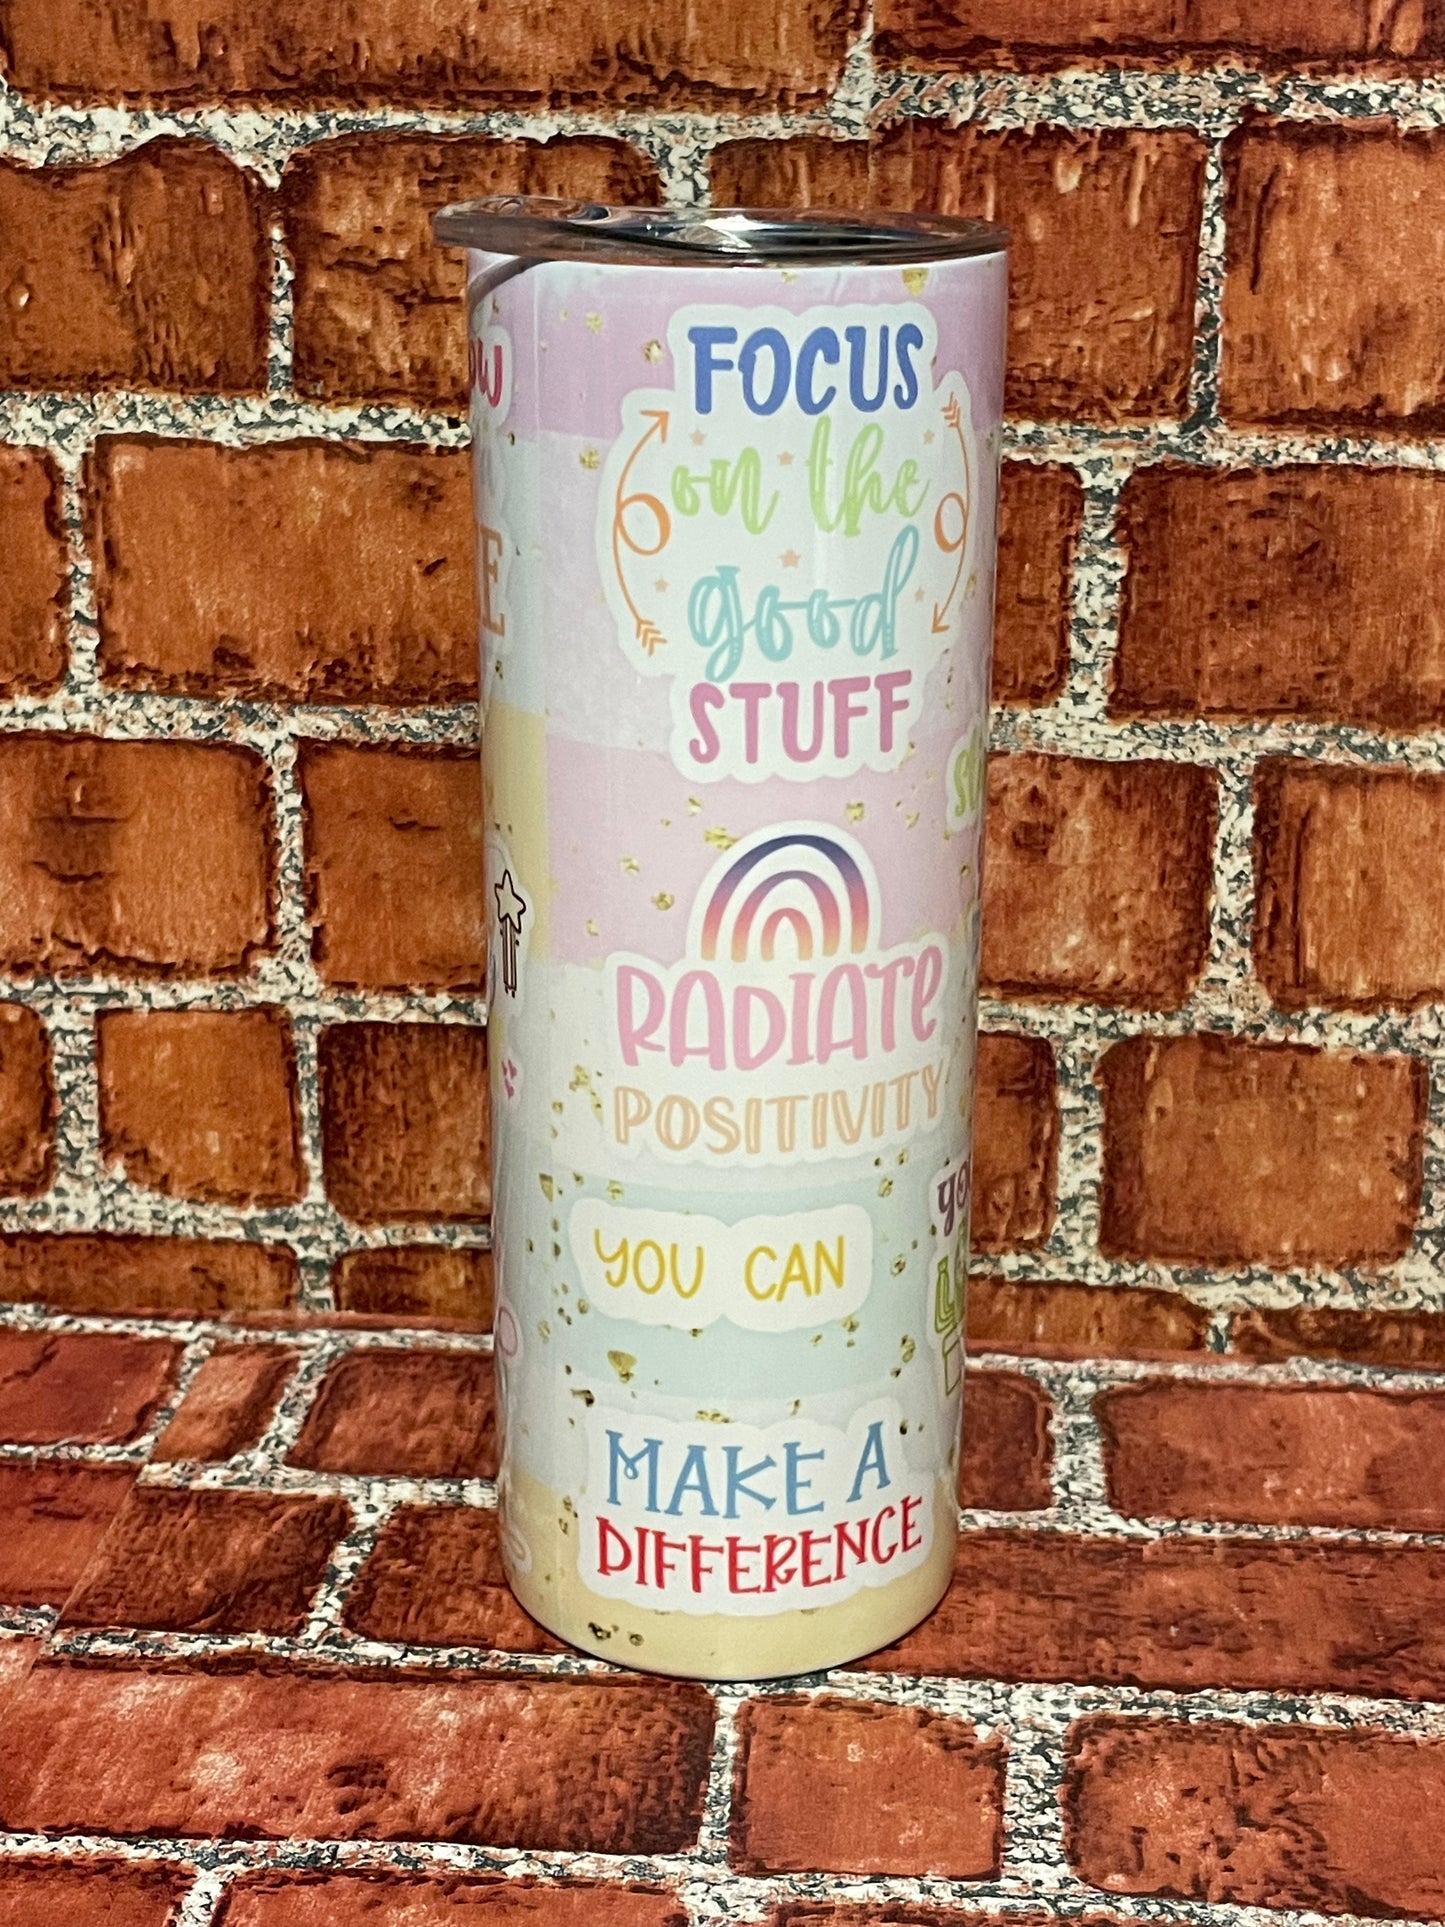 FOCUS
on the
good
STUFF
RADIATE
POSITIVITY
YOU CAN
MAKE A
DIFFERENCE